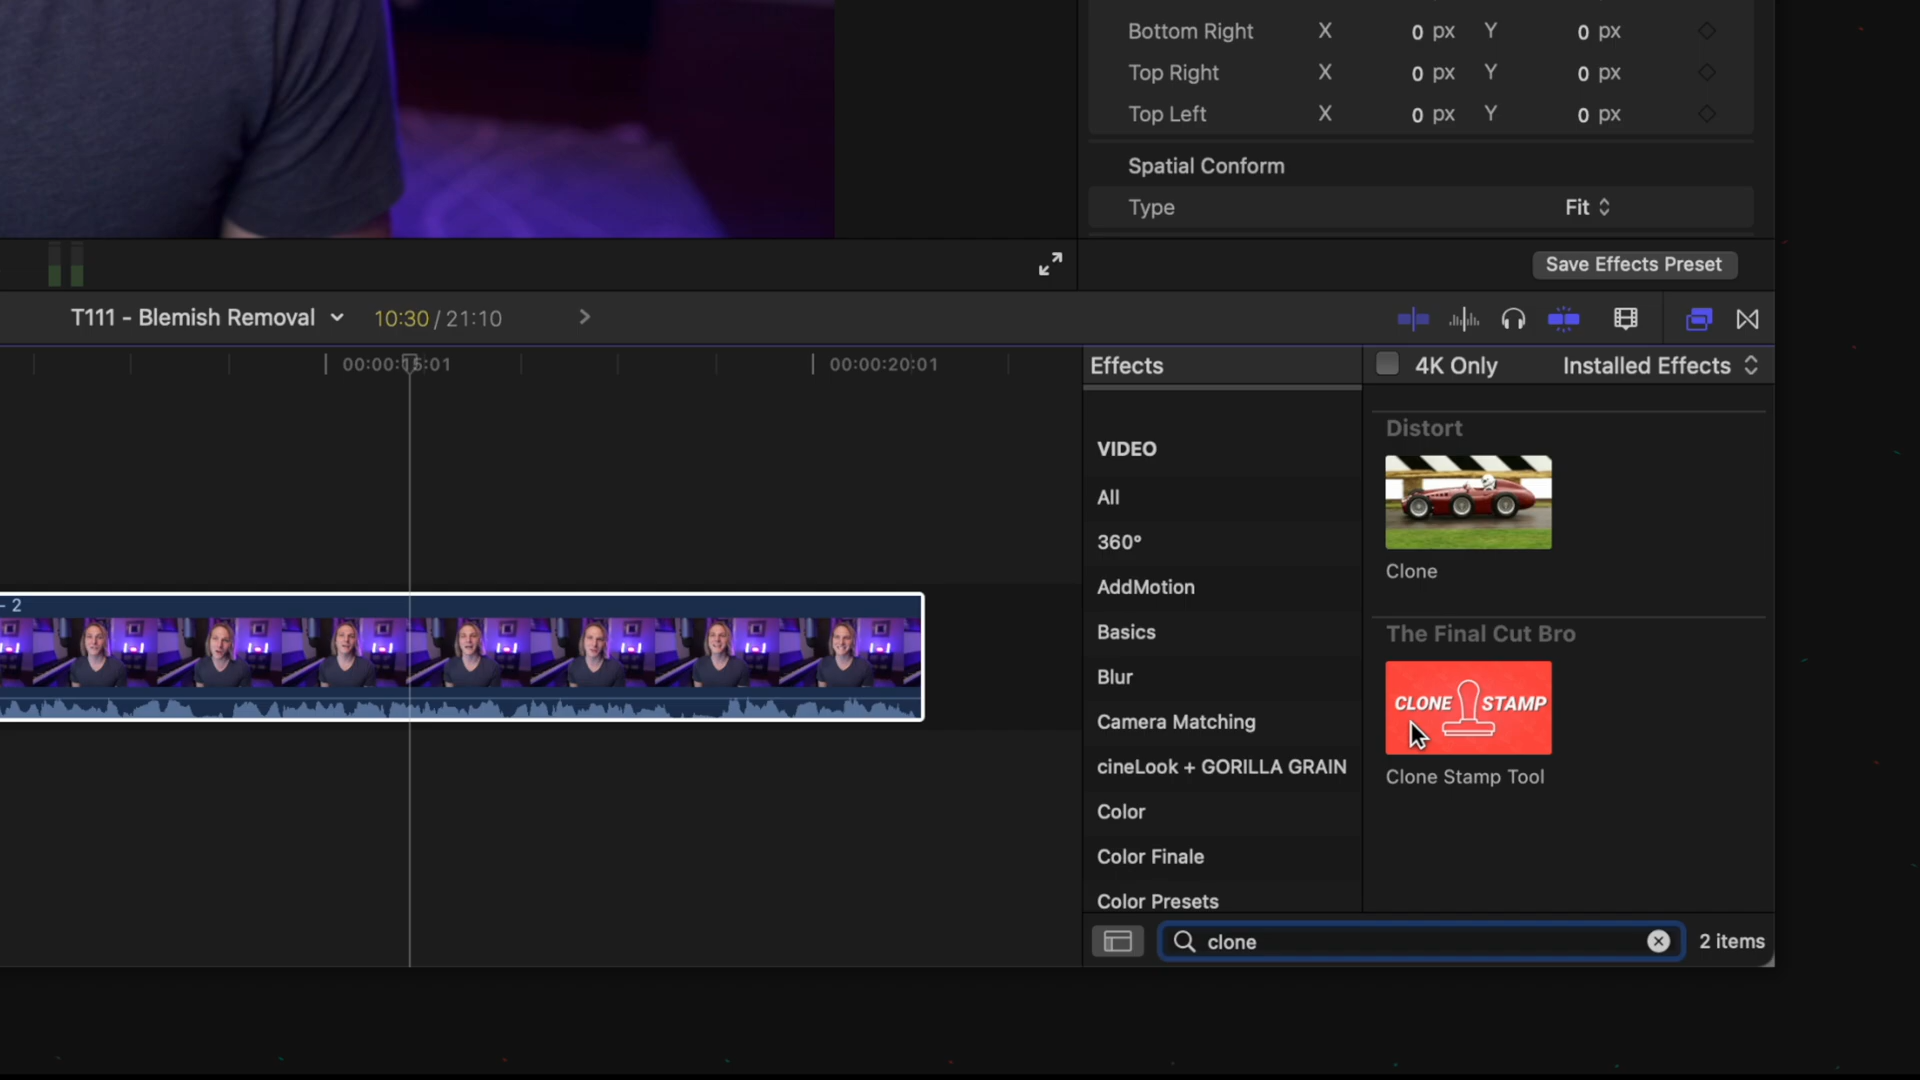 Bottom Right X 0 px Y 0 px
Top Right X 0 px Y 0 px
Top Left X 0 px Y 0 px
Spatial Conform
Type Fit
Save Effects Preset
T111 - Blemish Removal 10:30 / 21:10
00:00:15:01 00:00:20:01
Effects
4K Only Installed Effects
VIDEO
All
360°
AddMotion
Basics
Blur
Camera Matching
cineLook + GORILLA GRAIN
Color
Color Finale
Color Presets
Distort
Clone
The Final Cut Bro
CLONE STAMP
Clone Stamp Tool
- 2
clone
2 items